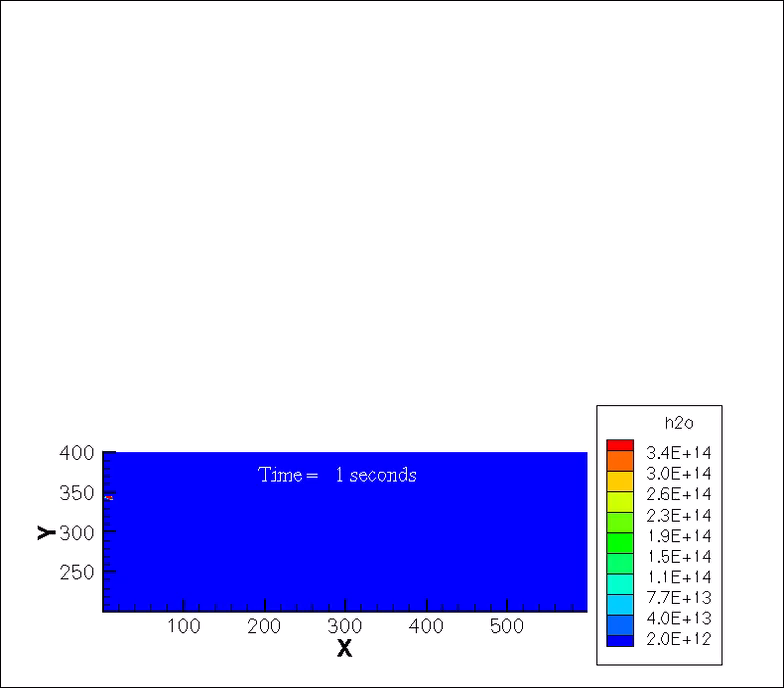 h2o
400
Time = 1 seconds
3.4E+14
3.0E+14
350
2.6E+14
2.3E+14
Y
300
1.9E+14
1.5E+14
250
1.1E+14
7.7E+13
4.0E+13
2.0E+12
100 200 300 400 500
X